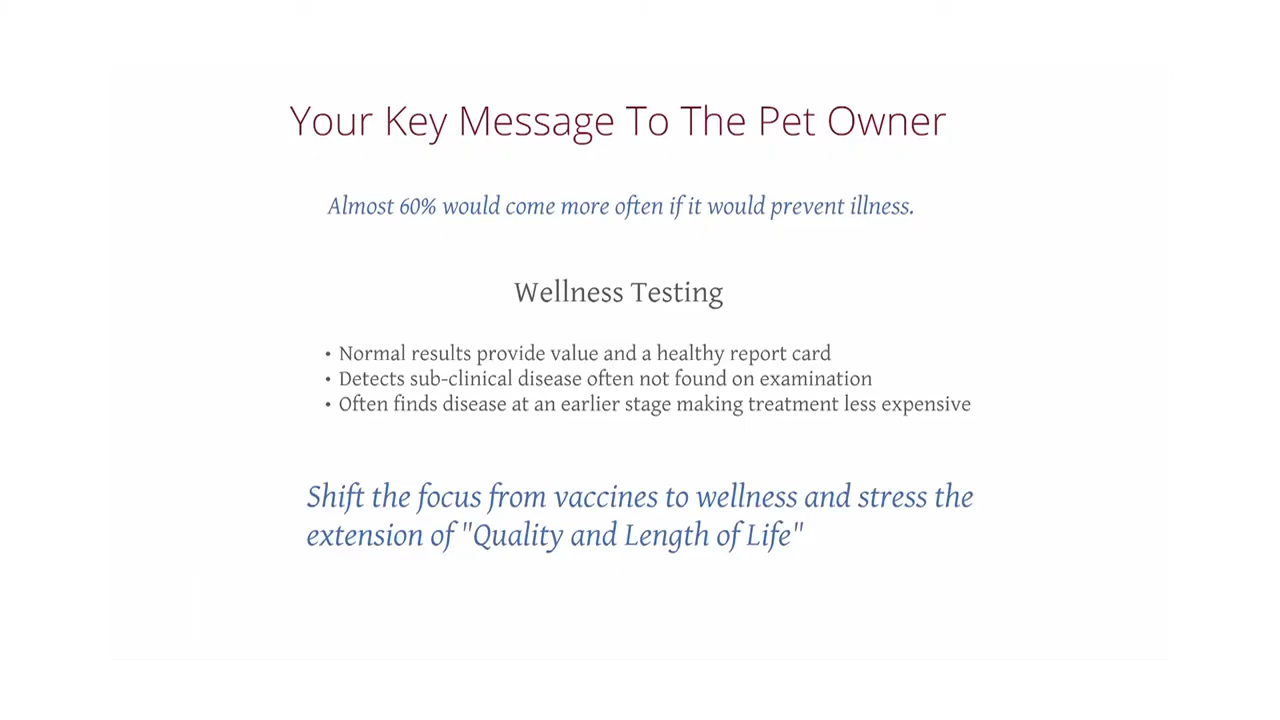 Your Key Message To The Pet Owner
Almost 60% would come more often if it would prevent illness.
Wellness Testing
• Normal results provide value and a healthy report card
• Detects sub-clinical disease often not found on examination
• Often finds disease at an earlier stage making treatment less expensive
Shift the focus from vaccines to wellness and stress the
extension of "Quality and Length of Life"